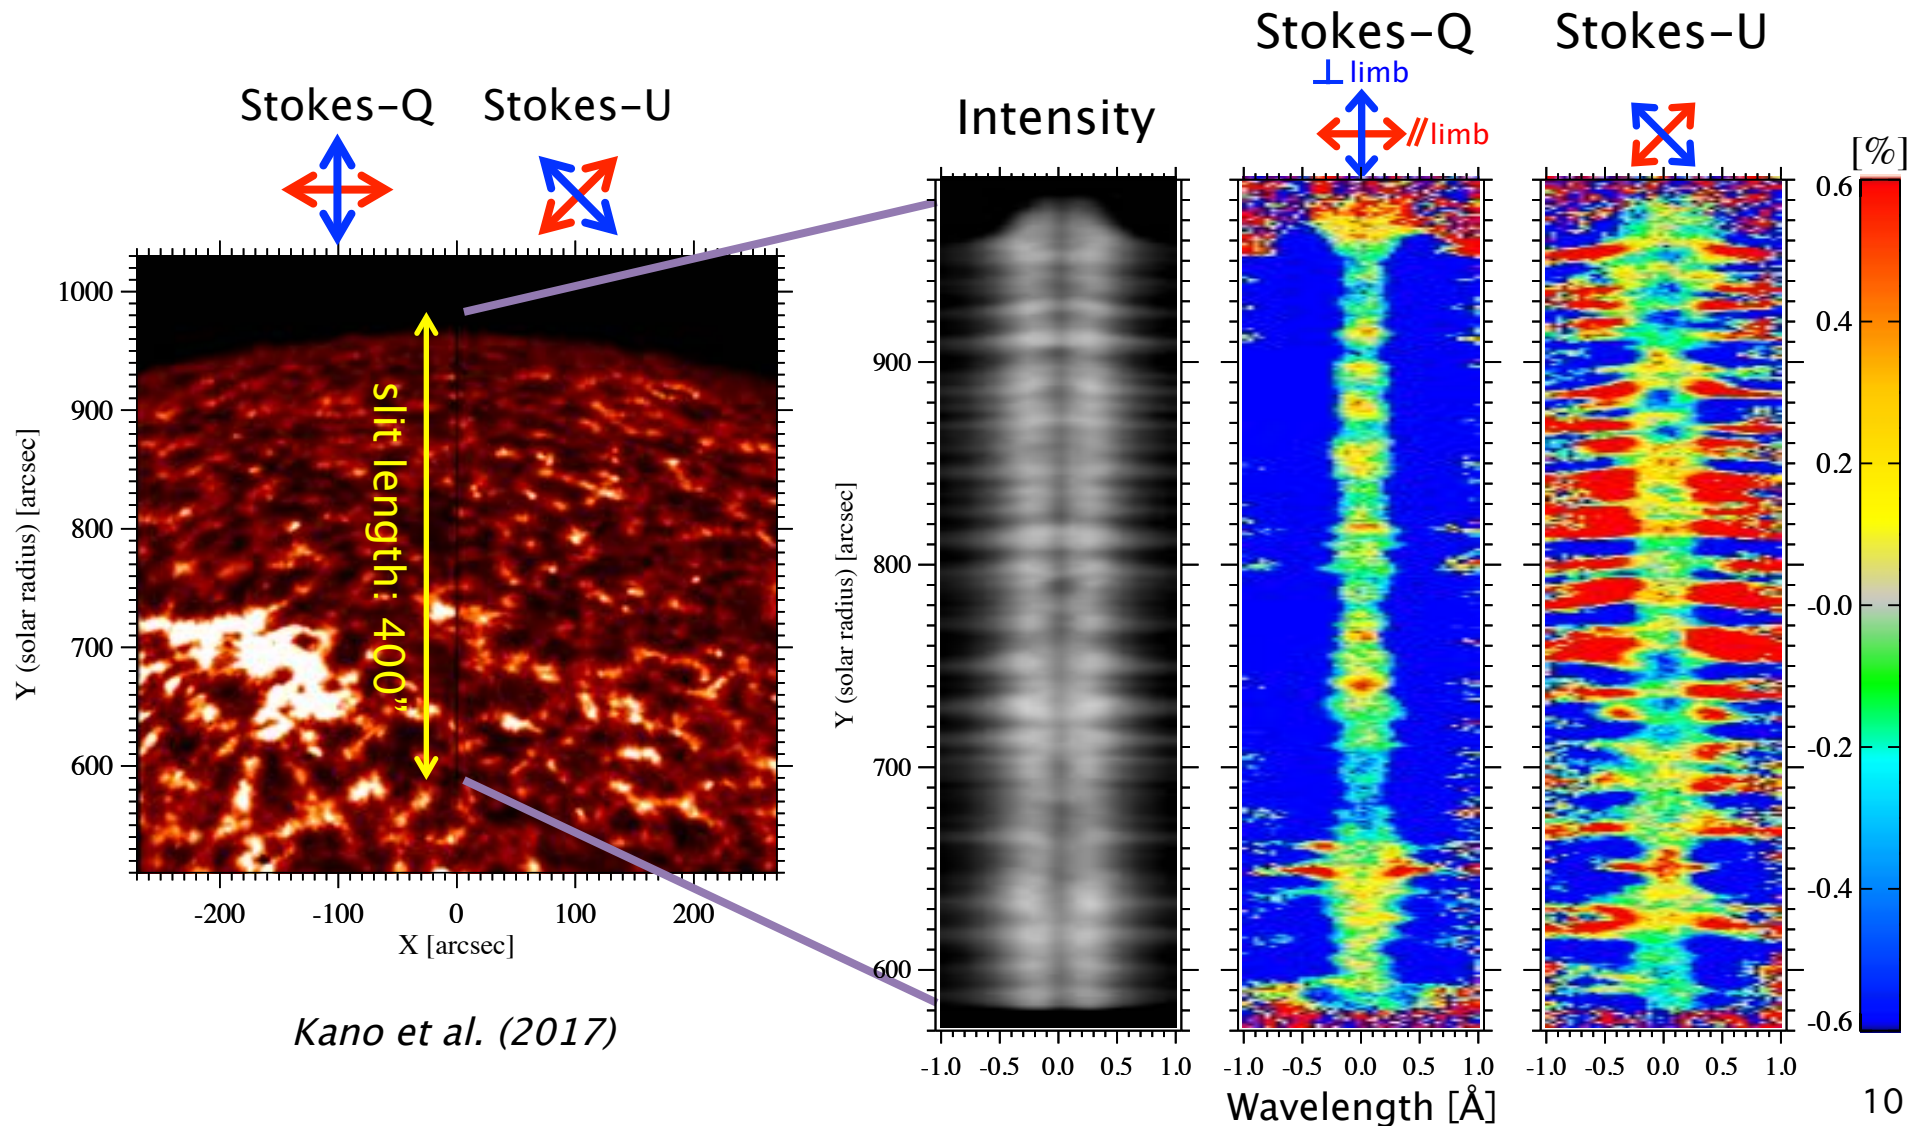 Stokes-Q
Stokes-U
1000
900
800
700
600
Y (solar radius) [arcsec]
slit length: 400”
-200
-100
0
100
200
X [arcsec]
Kano et al. (2017)
Intensity
900
800
700
600
Y (solar radius) [arcsec]
-1.0 -0.5 0.0 0.5 1.0
Stokes-Q
⊥ limb
// limb
-1.0 -0.5 0.0 0.5 1.0
Wavelength [Å]
Stokes-U
-1.0 -0.5 0.0 0.5 1.0
[%]
0.6
0.4
0.2
-0.0
-0.2
-0.4
-0.6
10